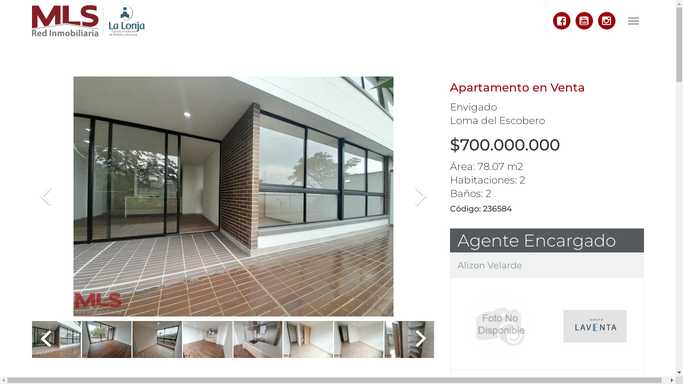 MLS
Red Inmobiliaria
La Lonja
Apartamento en Venta
Envigado
Loma del Escobero
$700.000.000
Área: 78.07 m2
Habitaciones: 2
Baños: 2
Código: 236584
MLS
Agente Encargado
Alizon Velarde
Foto No
Disponible
LAVENTA